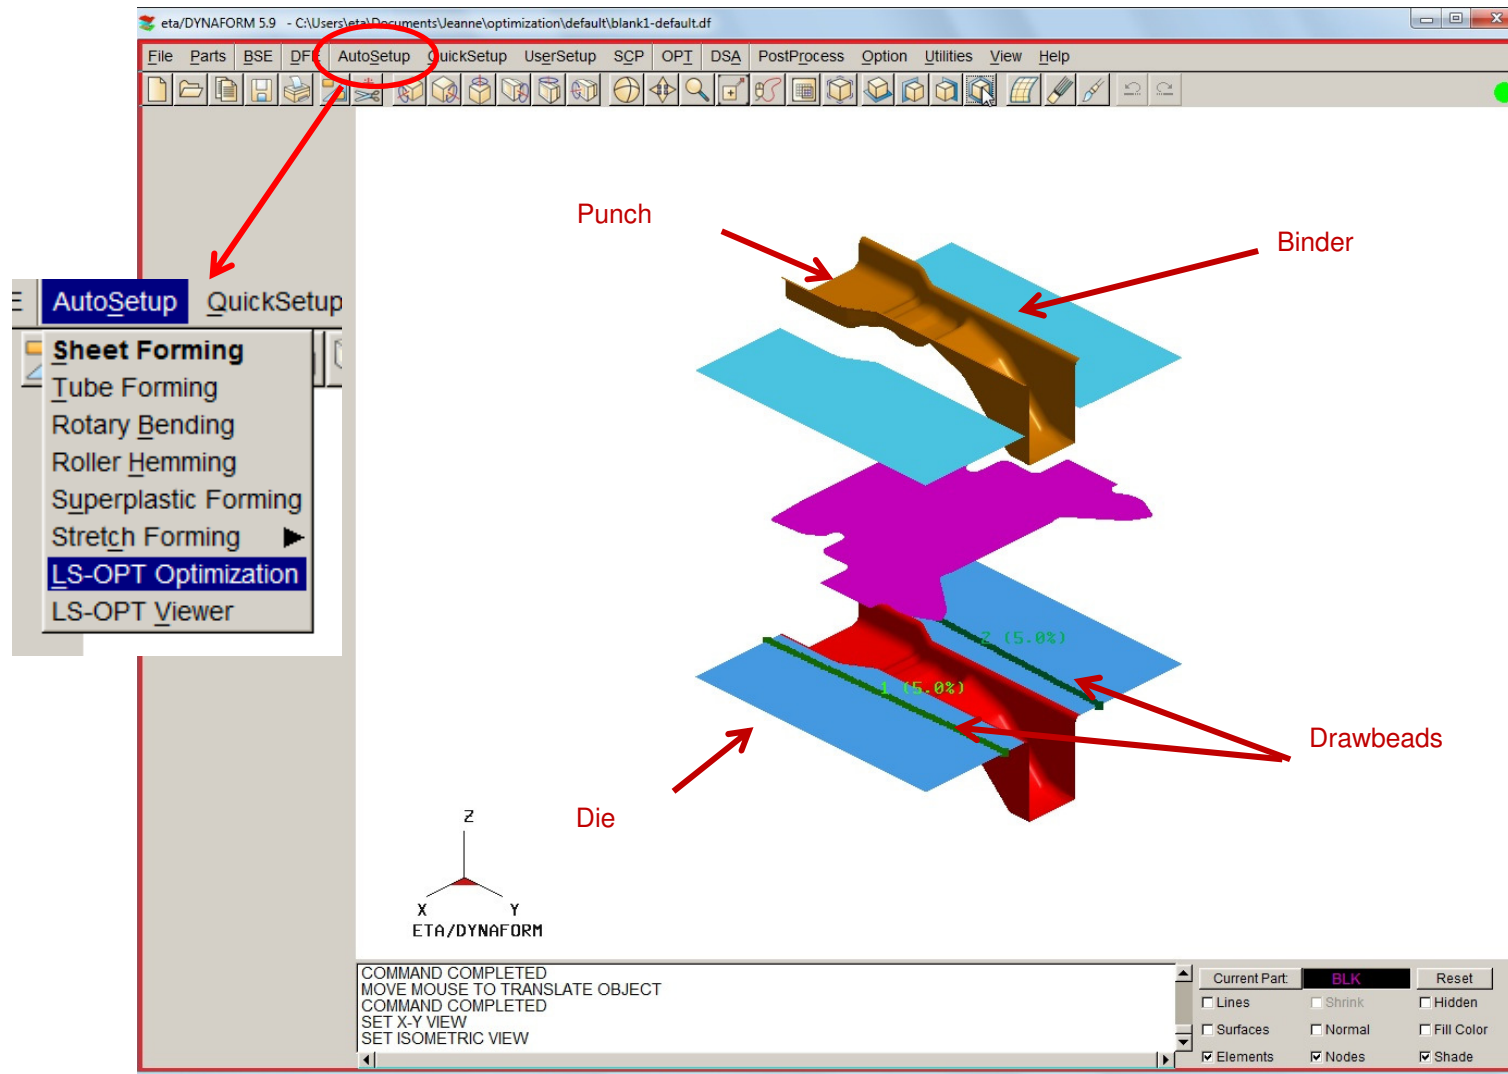 eta/DYNAFORM 5.9 - C:\Users\eta\Documents\Jeanne\optimization\default\blank1-default.df
File Parts BSE DFE AutoSetup QuickSetup UserSetup SCP OPT DSA PostProcess Option Utilities View Help
Punch
Binder
E AutoSetup QuickSetup
Sheet Forming
Tube Forming
Rotary Bending
Roller Hemming
Superplastic Forming
Stretch Forming
LS-OPT Optimization
LS-OPT Viewer
2 (5.0%)
1 (5.0%)
Drawbeads
Die
Z
X Y
ETA/DYNAFORM
COMMAND COMPLETED
MOVE MOUSE TO TRANSLATE OBJECT
COMMAND COMPLETED
SET X-Y VIEW
SET ISOMETRIC VIEW
Current Part: BLK Reset
Lines Shrink Hidden
Surfaces Normal Fill Color
Elements Nodes Shade